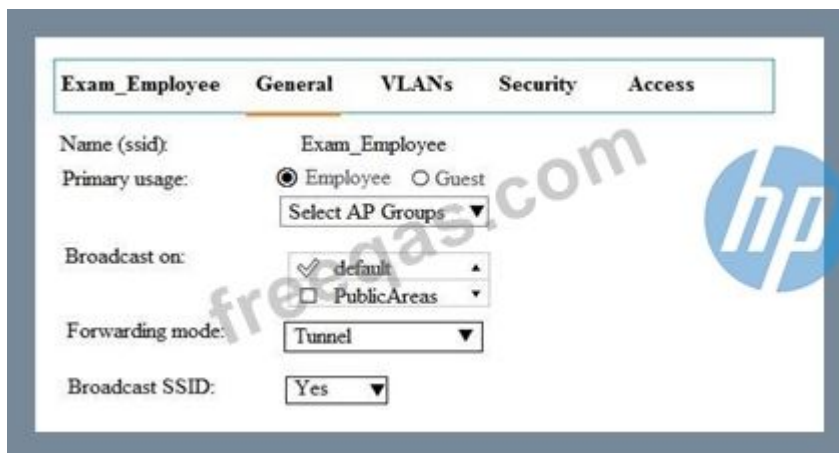 Exam_Employee General VLANs Security Access
Name (ssid): Exam_Employee
Primary usage: Employee Guest
Select AP Groups
Broadcast on: default
PublicAreas
Forwarding mode: Tunnel
Broadcast SSID: Yes
freeqas.com
hp